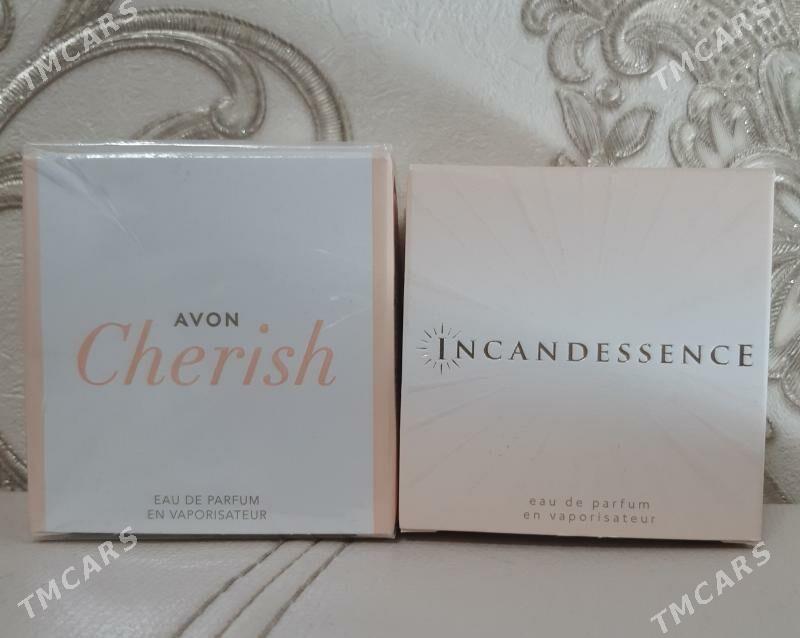 TMCARS
TMCARS
AVON
Cherish
EAU DE PARFUM
EN VAPORISATEUR
INCANDESSENCE
eau de parfum
en vaporisateur
TMCARS
TMCARS